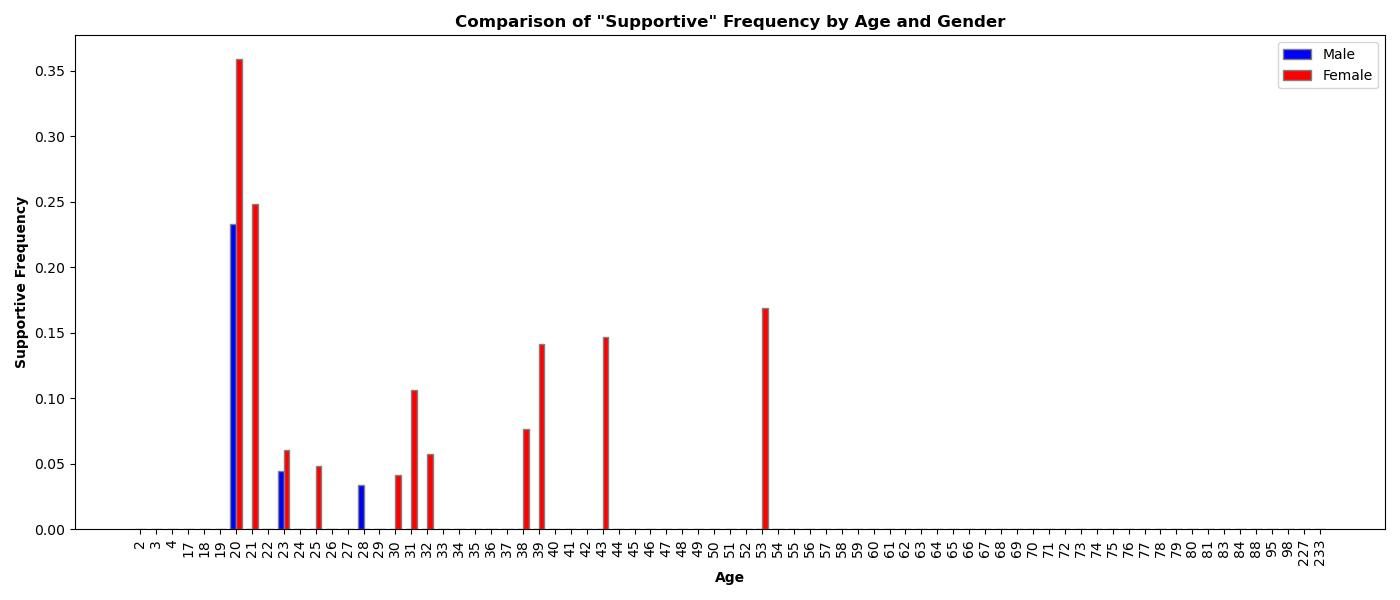 Comparison of "Supportive" Frequency by Age and Gender
Male
Female
Supportive Frequency
0.35
0.30
0.25
0.20
0.15
0.10
0.05
0.00
2 3 4 17 18 19 20 21 22 23 24 25 26 27 28 29 30 31 32 33 34 35 36 37 38 39 40 41 42 43 44 45 46 47 48 49 50 51 52 53 54 55 56 57 58 59 60 61 62 63 64 65 66 67 68 69 70 71 72 73 74 75 76 77 78 79 80 81 83 84 88 95 98 227 233
Age